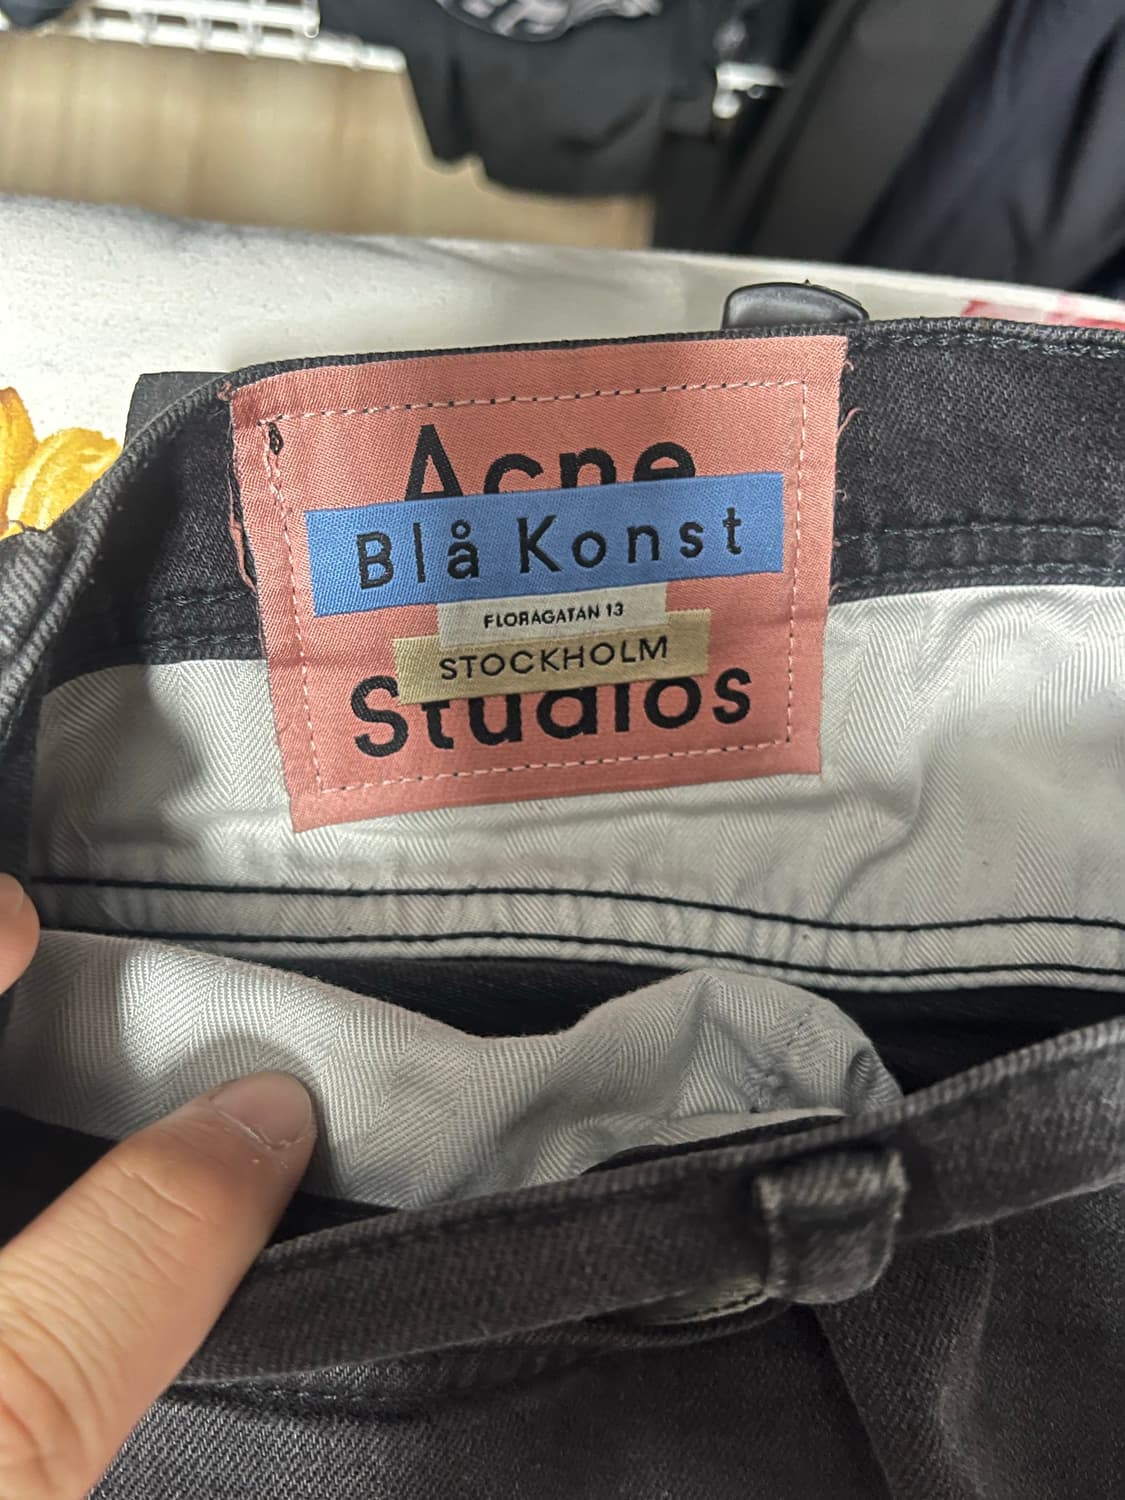 Acne
Blå Konst
FLORAGATAN 13
STOCKHOLM
Studios